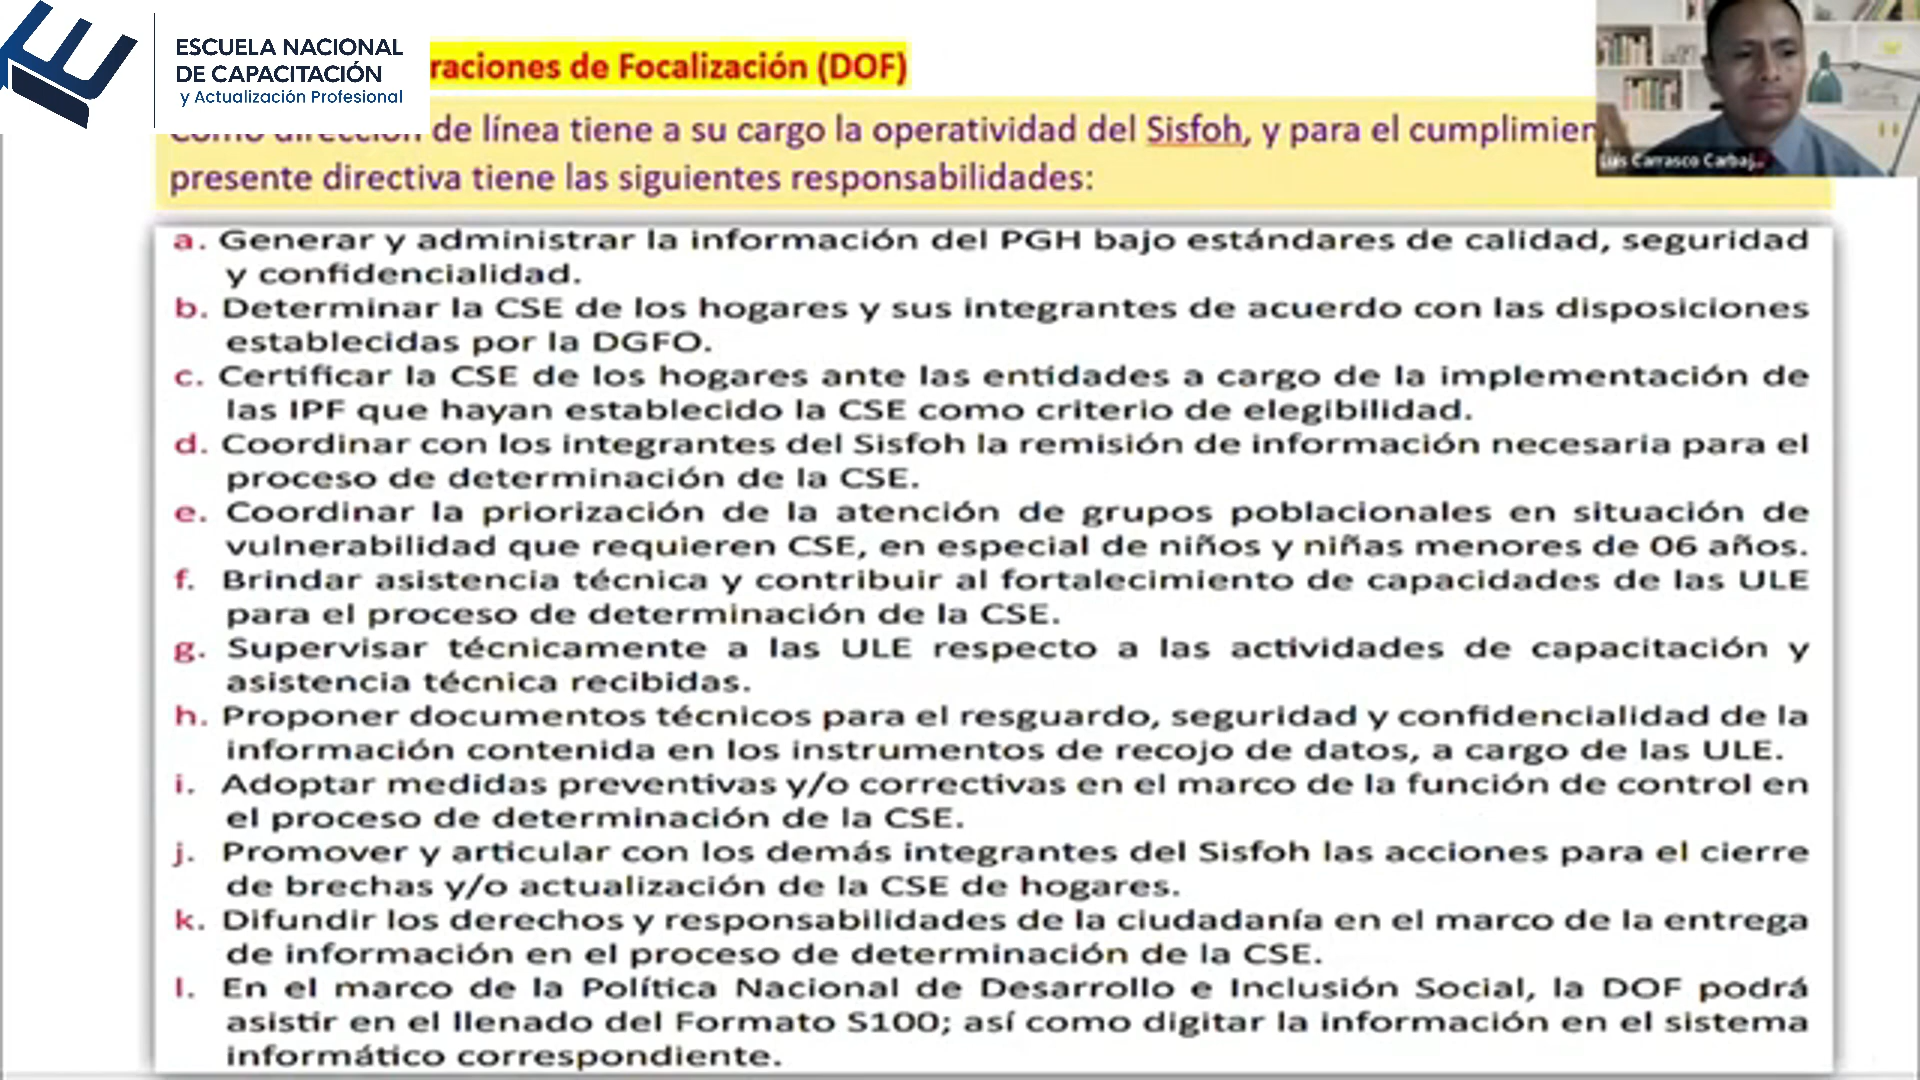 ESCUELA NACIONAL
DE CAPACITACIÓN
y Actualización Profesional
raciones de Focalización (DOF)
de línea tiene a su cargo la operatividad del Sisfoh, y para el cumplimien
presente directiva tiene las siguientes responsabilidades:
Luis Carrasco Carbaj...
a. Generar y administrar la información del PGH bajo estándares de calidad, seguridad
y confidencialidad.
b. Determinar la CSE de los hogares y sus integrantes de acuerdo con las disposiciones
establecidas por la DGFO.
c. Certificar la CSE de los hogares ante las entidades a cargo de la implementación de
las IPF que hayan establecido la CSE como criterio de elegibilidad.
d. Coordinar con los integrantes del Sisfoh la remisión de información necesaria para el
proceso de determinación de la CSE.
e. Coordinar la priorización de la atención de grupos poblacionales en situación de
vulnerabilidad que requieren CSE, en especial de niños y niñas menores de 06 años.
f. Brindar asistencia técnica y contribuir al fortalecimiento de capacidades de las ULE
para el proceso de determinación de la CSE.
g. Supervisar técnicamente a las ULE respecto a las actividades de capacitación y
asistencia técnica recibidas.
h. Proponer documentos técnicos para el resguardo, seguridad y confidencialidad de la
información contenida en los instrumentos de recojo de datos, a cargo de las ULE.
i. Adoptar medidas preventivas y/o correctivas en el marco de la función de control en
el proceso de determinación de la CSE.
j. Promover y articular con los demás integrantes del Sisfoh las acciones para el cierre
de brechas y/o actualización de la CSE de hogares.
k. Difundir los derechos y responsabilidades de la ciudadanía en el marco de la entrega
de información en el proceso de determinación de la CSE.
l. En el marco de la Política Nacional de Desarrollo e Inclusión Social, la DOF podrá
asistir en el llenado del Formato S100; así como digitar la información en el sistema
informático correspondiente.